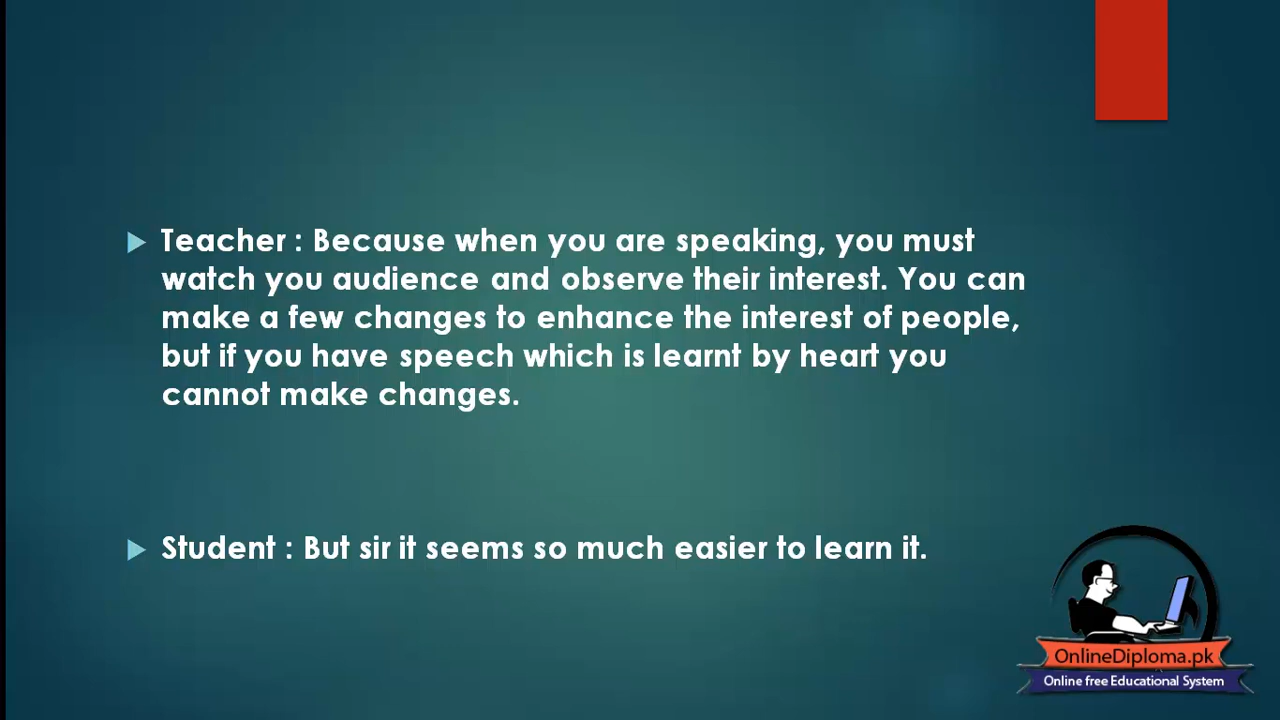 Teacher : Because when you are speaking, you must
watch you audience and observe their interest. You can
make a few changes to enhance the interest of people,
but if you have speech which is learnt by heart you
cannot make changes.
Student : But sir it seems so much easier to learn it.
OnlineDiploma.pk
Online free Educational System